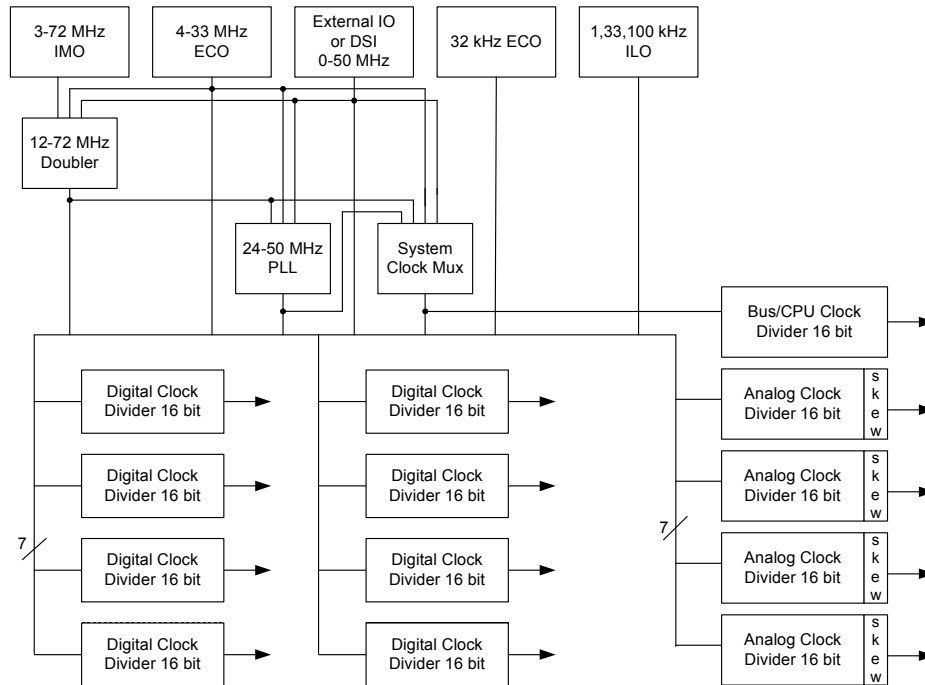 3-72 MHz
IMO
4-33 MHz
ECO
External IO
or DSI
0-50 MHz
32 kHz ECO
1,33,100 kHz
ILO
12-72 MHz
Doubler
24-50 MHz
PLL
System
Clock Mux
Bus/CPU Clock
Divider 16 bit
Digital Clock
Divider 16 bit
Digital Clock
Divider 16 bit
Analog Clock
Divider 16 bit
s
k
e
w
Digital Clock
Divider 16 bit
Digital Clock
Divider 16 bit
Analog Clock
Divider 16 bit
s
k
e
w
7
7
Digital Clock
Divider 16 bit
Digital Clock
Divider 16 bit
Analog Clock
Divider 16 bit
s
k
e
w
Digital Clock
Divider 16 bit
Digital Clock
Divider 16 bit
Analog Clock
Divider 16 bit
s
k
e
w